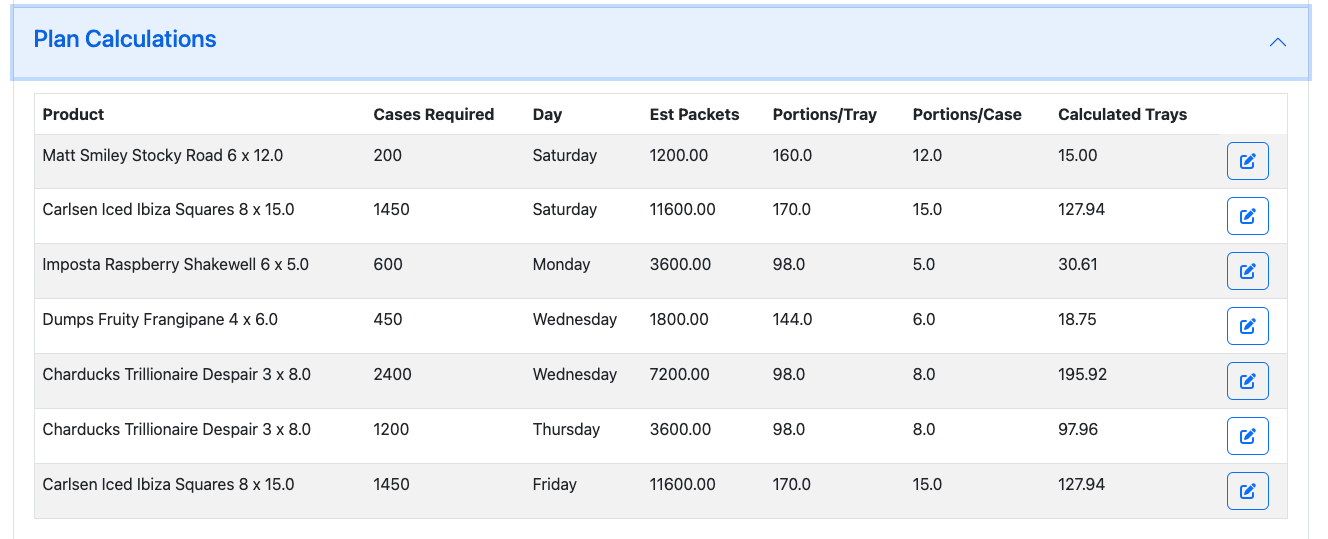 Plan Calculations
Product Cases Required Day Est Packets Portions/Tray Portions/Case Calculated Trays
Matt Smiley Stocky Road 6 x 12.0 200 Saturday 1200.00 160.0 12.0 15.00
Carlsen Iced Ibiza Squares 8 x 15.0 1450 Saturday 11600.00 170.0 15.0 127.94
Imposta Raspberry Shakewell 6 x 5.0 600 Monday 3600.00 98.0 5.0 30.61
Dumps Fruity Frangipane 4 x 6.0 450 Wednesday 1800.00 144.0 6.0 18.75
Charducks Trillionaire Despair 3 x 8.0 2400 Wednesday 7200.00 98.0 8.0 195.92
Charducks Trillionaire Despair 3 x 8.0 1200 Thursday 3600.00 98.0 8.0 97.96
Carlsen Iced Ibiza Squares 8 x 15.0 1450 Friday 11600.00 170.0 15.0 127.94